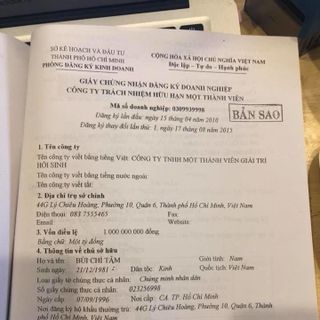 SỞ KẾ HOẠCH VÀ ĐẦU TƯ
THÀNH PHỐ HỒ CHÍ MINH
PHÒNG ĐĂNG KÝ KINH DOANH
CỘNG HÒA XÃ HỘI CHỦ NGHĨA VIỆT NAM
Độc lập - Tự do - Hạnh phúc
GIẤY CHỨNG NHẬN ĐĂNG KÝ DOANH NGHIỆP
CÔNG TY TRÁCH NHIỆM HỮU HẠN MỘT THÀNH VIÊN
Mã số doanh nghiệp: 0309939998
BẢN SAO
Đăng ký lần đầu, ngày 15 tháng 04 năm 2010
Đăng ký thay đổi lần thứ: 1, ngày 17 tháng 08 năm 2015
1. Tên công ty
Tên công ty viết bằng tiếng Việt: CÔNG TY TNHH MỘT THÀNH VIÊN GIẢI TRÍ
HỒI SINH
Tên công ty viết bằng tiếng nước ngoài:
Tên công ty viết tắt:
2. Địa chỉ trụ sở chính
44G Lý Chiêu Hoàng, Phường 10, Quận 6, Thành phố Hồ Chí Minh, Việt Nam
Điện thoại: 083 7555465 Fax:
Email: Website:
3. Vốn điều lệ 1.000.000.000 đồng
Bằng chữ: Một tỷ đồng
4. Thông tin về chủ sở hữu
Họ và tên: BÙI CHÍ TÂM Giới tính: Nam
Sinh ngày: 21/12/1981 Dân tộc: Kinh Quốc tịch: Việt Nam
Loại giấy tờ chứng thực cá nhân: Chứng minh nhân dân
Số giấy chứng thực cá nhân: 023256998
Ngày cấp: 07/09/1996 Nơi cấp: CA. TP. Hồ Chí Minh
Nơi đăng ký hộ khẩu thường trú: 44G Lý Chiêu Hoàng, Phường 10, Quận 6, Thành
phố Hồ Chí Minh, Việt Nam